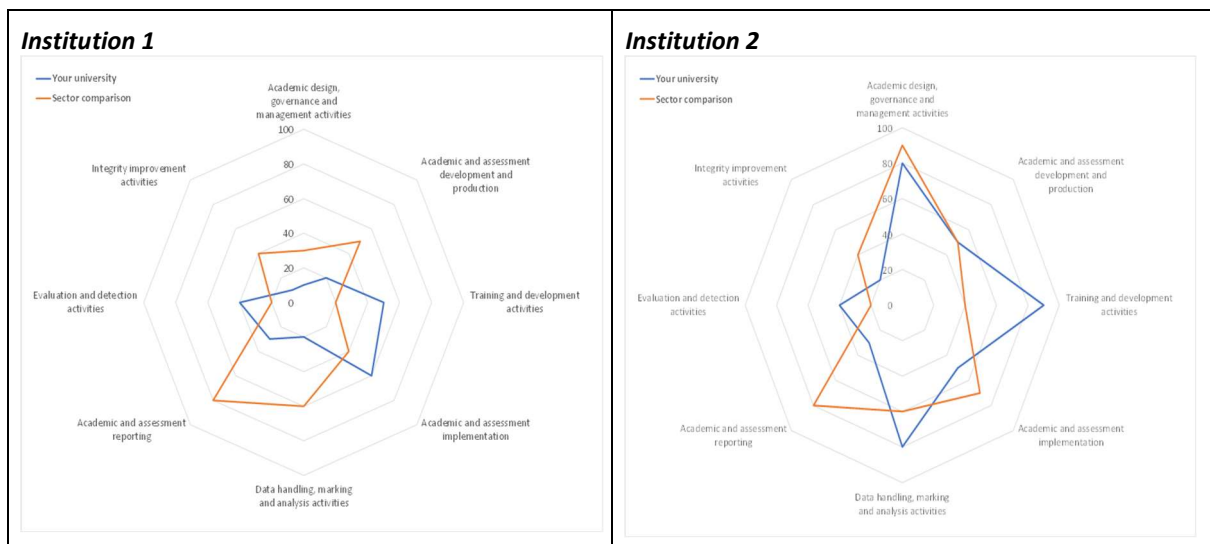 Institution 1
Your university
Sector comparison
Academic design,
governance and
management activities
100
80
60
40
20
0
Academic and assessment
development and
production
Training and development
activities
Academic and assessment
implementation
Data handling, marking
and analysis activities
Academic and assessment
reporting
Evaluation and detection
activities
Integrity improvement
activities
Institution 2
Your university
Sector comparison
Academic design,
governance and
management activities
100
80
60
40
20
0
Academic and assessment
development and
production
Training and development
activities
Academic and assessment
implementation
Data handling, marking
and analysis activities
Academic and assessment
reporting
Evaluation and detection
activities
Integrity improvement
activities